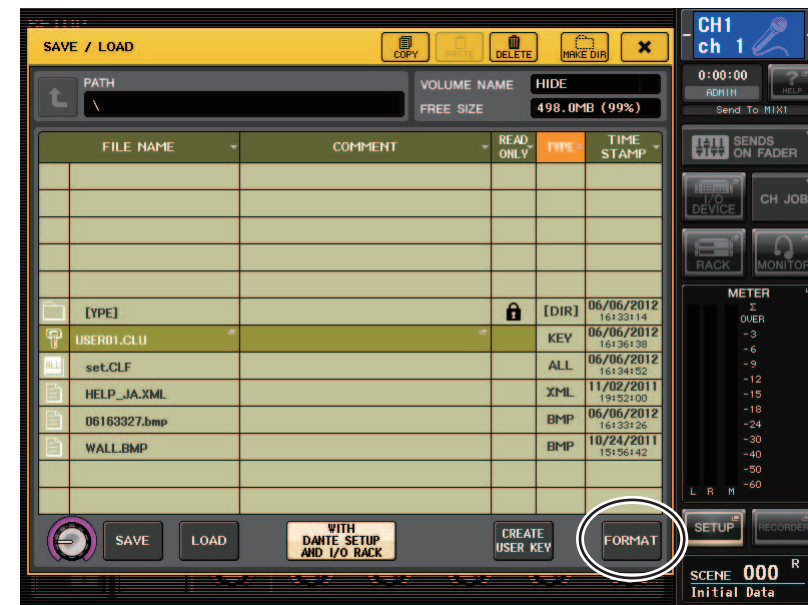 SETUP
SAVE / LOAD
COPY
PASTE
DELETE
MAKE DIR
PATH
\
VOLUME NAME HIDE
FREE SIZE 498.0MB (99%)
FILE NAME COMMENT READ ONLY TYPE TIME STAMP
[YPE] [DIR] 06/06/2012 16:33:14
USER01.CLU KEY 06/06/2012 16:36:38
ALL set.CLF ALL 06/06/2012 16:34:52
HELP_JA.XML XML 11/02/2011 19:52:00
06163327.bmp BMP 06/06/2012 16:33:26
WALL.BMP BMP 10/24/2011 15:56:42
SAVE
LOAD
WITH
DANTE SETUP
AND I/O RACK
CREATE
USER KEY
FORMAT
CH1
ch 1
0:00:00
ADMIN
?
HELP
Send To MIX1
SENDS
ON FADER
I/O
DEVICE
CH JOB
RACK
MONITOR
METER
Σ
OVER
-3
-6
-9
-12
-15
-18
-24
-30
-40
-50
-60
L R M
SETUP
RECORDER
SCENE 000 R
Initial Data